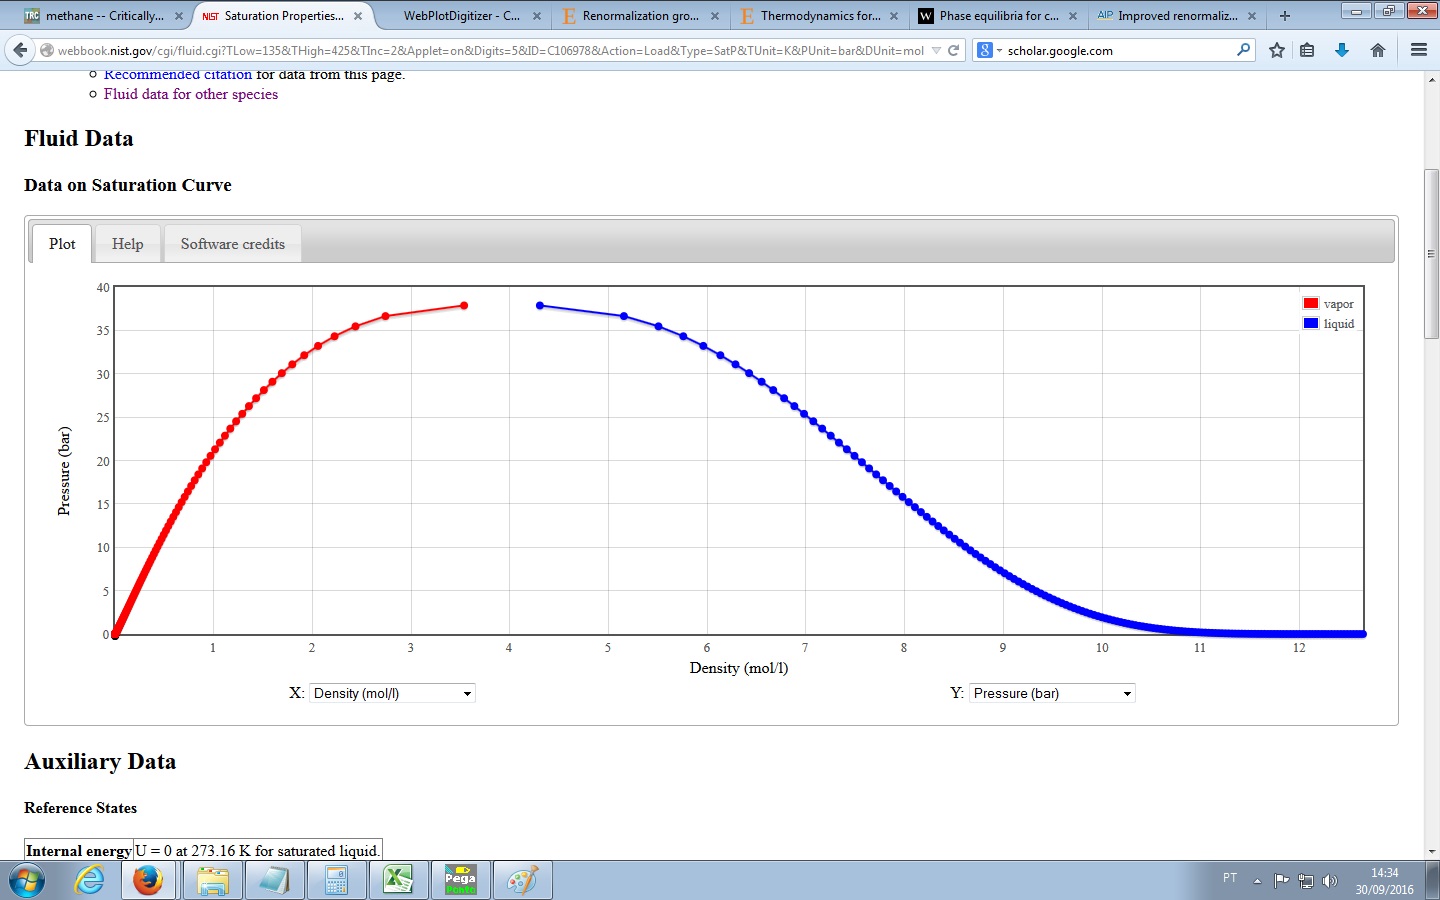 methane -- Critically...
NIST Saturation Properties...
WebPlotDigitizer - C...
E Renormalization gro...
E Thermodynamics for...
W Phase equilibria for c...
AIP Improved renormaliz...
webbook.nist.gov/cgi/fluid.cgi?TLow=135&THigh=425&TInc=2&Applet=on&Digits=5&ID=C106978&Action=Load&Type=SatP&TUnit=K&PUnit=bar&DUnit=mol
8 scholar.google.com
Recommended citation for data from this page.
Fluid data for other species
Fluid Data
Data on Saturation Curve
Plot Help Software credits
40
35
30
25
20
15
10
5
0
Pressure (bar)
vapor
liquid
1 2 3 4 5 6 7 8 9 10 11 12
Density (mol/l)
X: Density (mol/l) Y: Pressure (bar)
Auxiliary Data
Reference States
Internal energy U = 0 at 273.16 K for saturated liquid.
Pega
Ponto
PT
14:34
30/09/2016